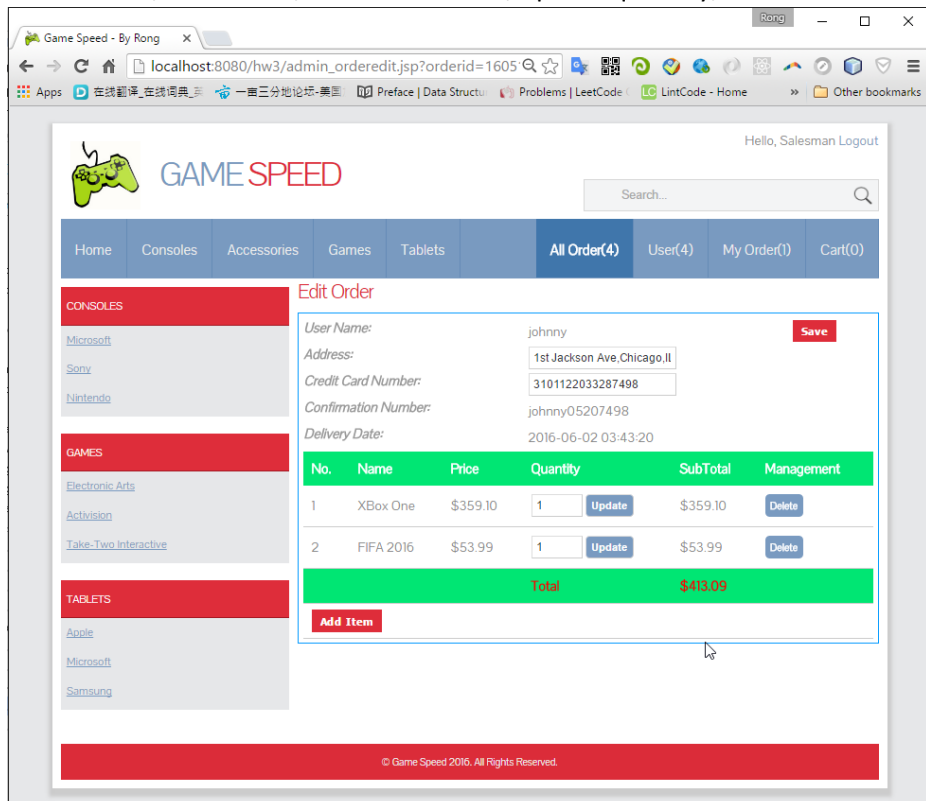 Rong
Game Speed - By Rong
localhost:8080/hw3/admin_orderedit.jsp?orderid=1605
Apps 在线翻译_在线词典_ 一亩三分地论坛-美国 Preface | Data Structu Problems | LeetCode LintCode - Home » Other bookmarks
Hello, Salesman Logout
GAME SPEED
Search...
Home Consoles Accessories Games Tablets All Order(4) User(4) My Order(1) Cart(0)
CONSOLES
Microsoft
Sony
Nintendo
GAMES
Electronic Arts
Activision
Take-Two Interactive
TABLETS
Apple
Microsoft
Samsung
Edit Order
User Name: johnny Save
Address: 1st Jackson Ave,Chicago,IL
Credit Card Number: 3101122033287498
Confirmation Number: johnny05207498
Delivery Date: 2016-06-02 03:43:20
No. Name Price Quantity SubTotal Management
1 XBox One $359.10 1 Update $359.10 Delete
2 FIFA 2016 $53.99 1 Update $53.99 Delete
Total $413.09
Add Item
© Game Speed 2016. All Rights Reserved.